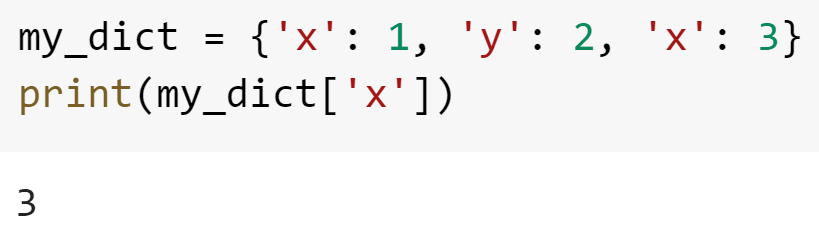 my_dict = {'x': 1, 'y': 2, 'x': 3}
print(my_dict['x'])
3